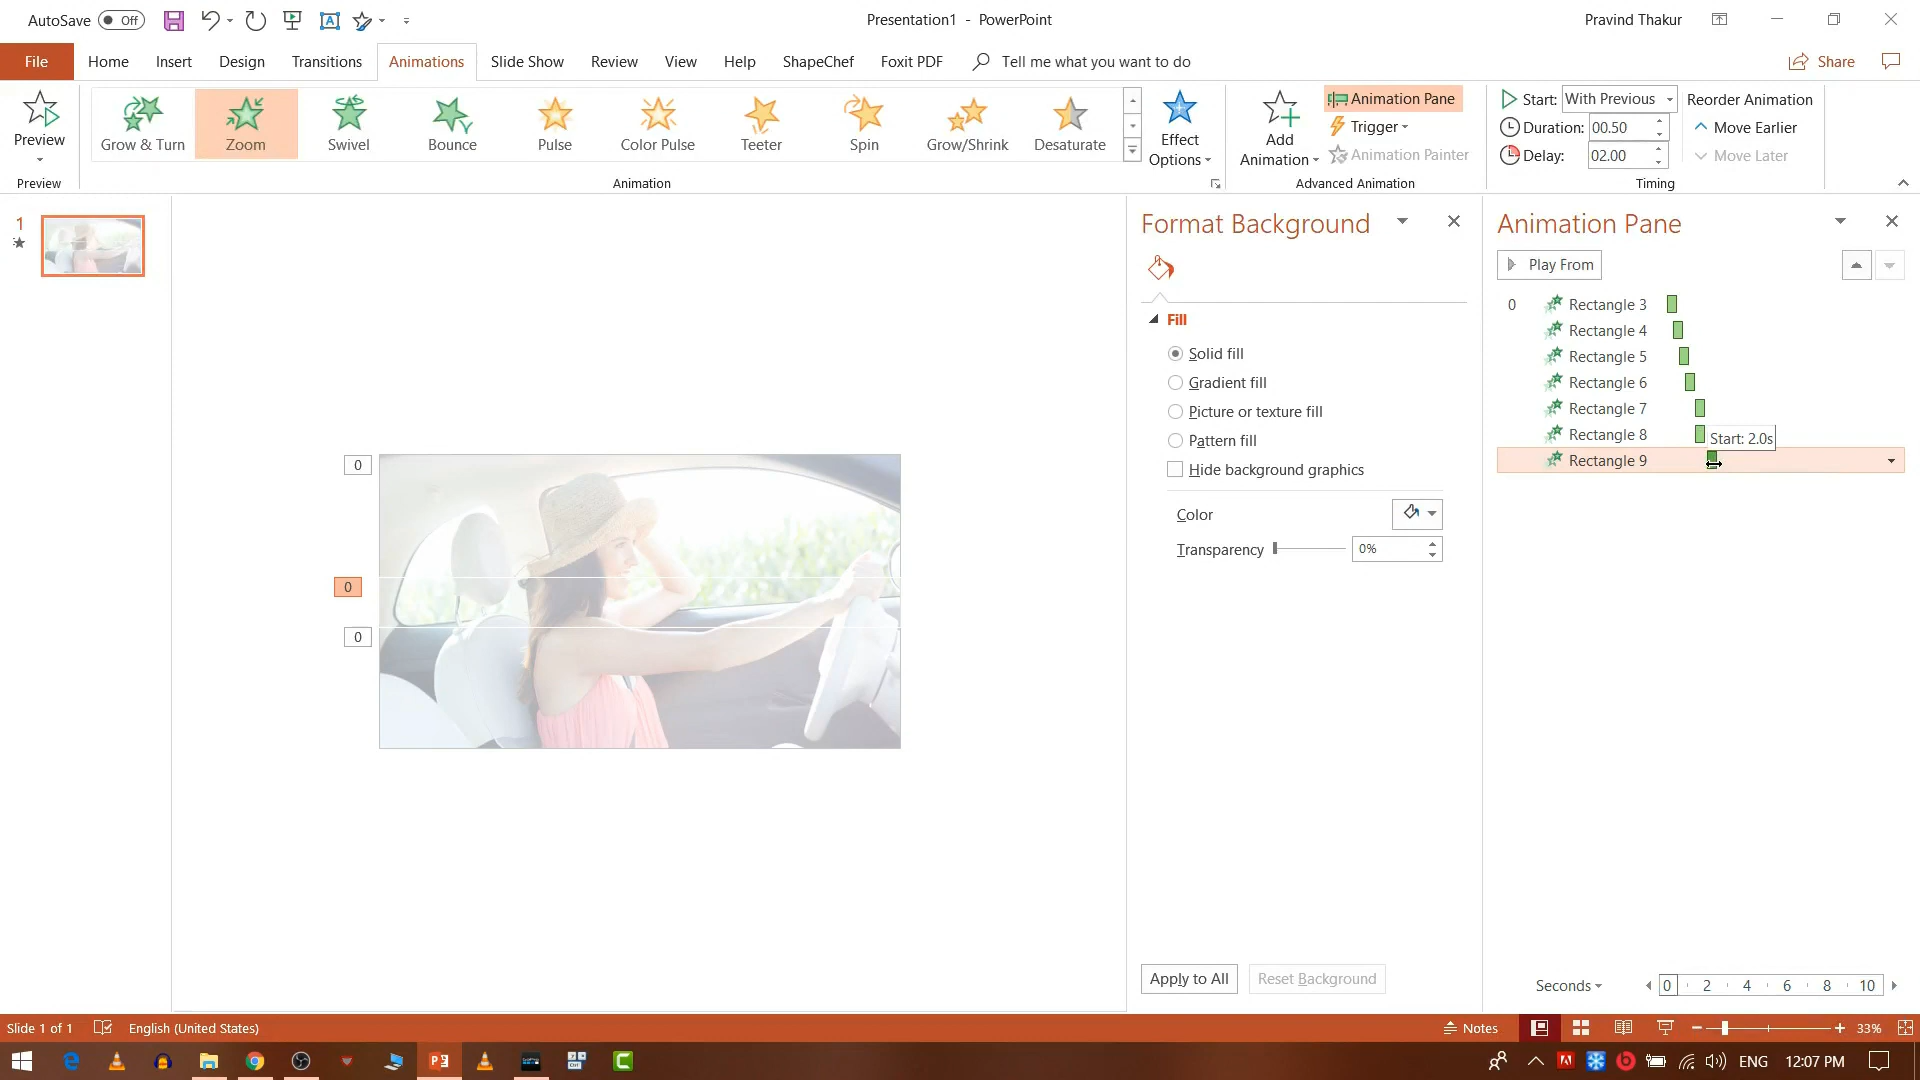 AutoSave Off
Presentation1 - PowerPoint
Pravind Thakur
File Home Insert Design Transitions Animations Slide Show Review View Help ShapeChef Foxit PDF Tell me what you want to do Share
Preview
Grow & Turn Zoom Swivel Bounce Pulse Color Pulse Teeter Spin Grow/Shrink Desaturate
Effect Options
Add Animation
Animation Pane
Trigger
Animation Painter
Start: With Previous
Duration: 00.50
Delay: 02.00
Reorder Animation
Move Earlier
Move Later
Preview Animation Advanced Animation Timing
1
0
0
0
Format Background
Fill
Solid fill
Gradient fill
Picture or texture fill
Pattern fill
Hide background graphics
Color
Transparency 0%
Apply to All Reset Background
Animation Pane
Play From
0 Rectangle 3
Rectangle 4
Rectangle 5
Rectangle 6
Rectangle 7
Rectangle 8
Start: 2.0s
Rectangle 9
Seconds 0 2 4 6 8 10
Slide 1 of 1 English (United States) Notes 33%
ENG 12:07 PM